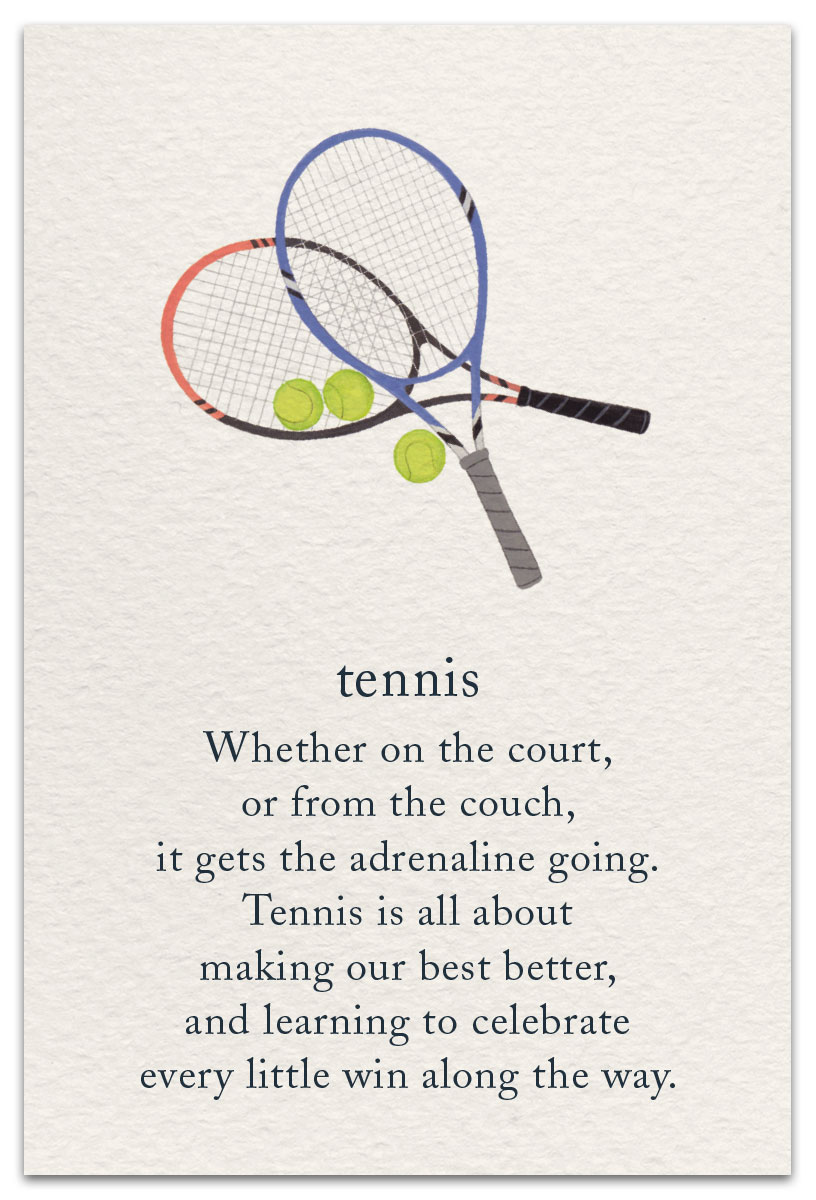 tennis
Whether on the court,
or from the couch,
it gets the adrenaline going.
Tennis is all about
making our best better,
and learning to celebrate
every little win along the way.